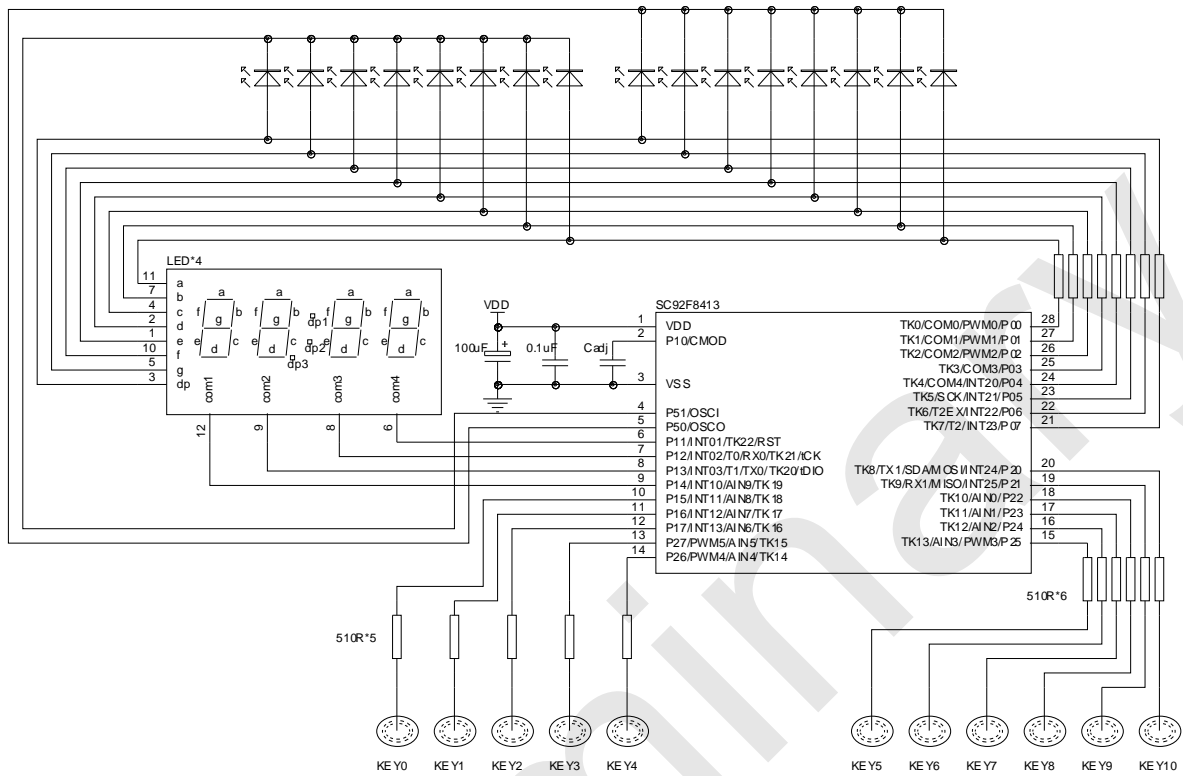 LED*4
11 a
7 b
4 c
2 d
1 e
10 f
5 g
3 dp
a
f b
g
e c
d
a
f b
g
e c
d
dp1
dp2
dp3
a
f b
g
e c
d
a
f b
g
e c
d
com1
com2
com3
com4
12
9
8
6
VDD
100uF
+
0.1uF
Cadj
SC92F8413
1 VDD
2 P10/CMOD
3 VSS
4 P51/OSCI
5 P50/OSCO
6 P11/INT01/TK22/RST
7 P12/INT02/T0/RX0/TK21/tCK
8 P13/INT03/T1/TX0/TK20/tDIO
9 P14/INT10/AIN9/TK19
10 P15/INT11/AIN8/TK18
11 P16/INT12/AIN7/TK17
12 P17/INT13/AIN6/TK16
13 P27/PWM5/AIN5/TK15
14 P26/PWM4/AIN4/TK14
TK0/COM0/PWM0/P00 28
TK1/COM1/PWM1/P01 27
TK2/COM2/PWM2/P02 26
TK3/COM3/P03 25
TK4/COM4/INT20/P04 24
TK5/SCK/INT21/P05 23
TK6/T2EX/INT22/P06 22
TK7/T2/INT23/P07 21
TK8/TX1/SDA/MOSI/INT24/P20 20
TK9/RX1/MISO/INT25/P21 19
TK10/AIN0/P22 18
TK11/AIN1/P23 17
TK12/AIN2/P24 16
TK13/AIN3/PWM3/P25 15
510R*5
510R*6
KEY0 KEY1 KEY2 KEY3 KEY4 KEY5 KEY6 KEY7 KEY8 KEY9 KEY10
minary